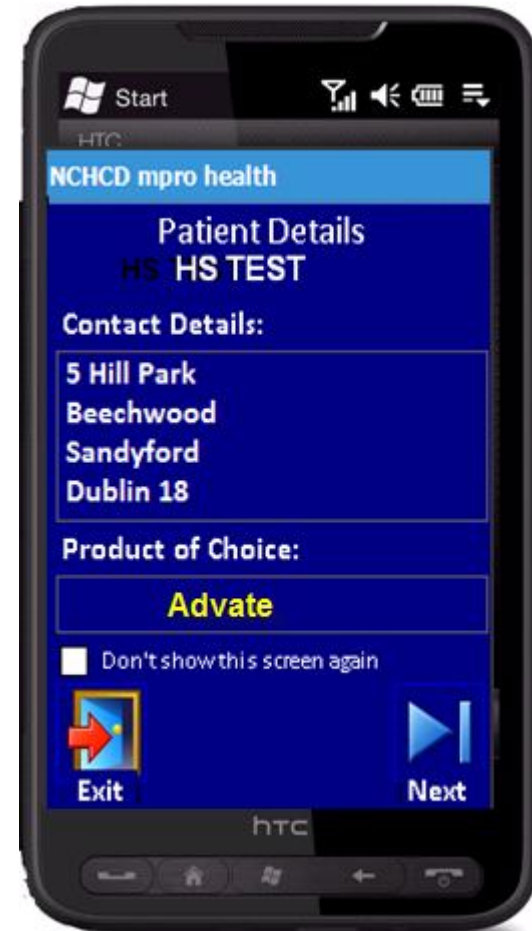 Start
HTC
NCHCD mpro health
Patient Details
HS TEST
Contact Details:
5 Hill Park
Beechwood
Sandyford
Dublin 18
Product of Choice:
Advate
Don't show this screen again
Exit
Next
hTC